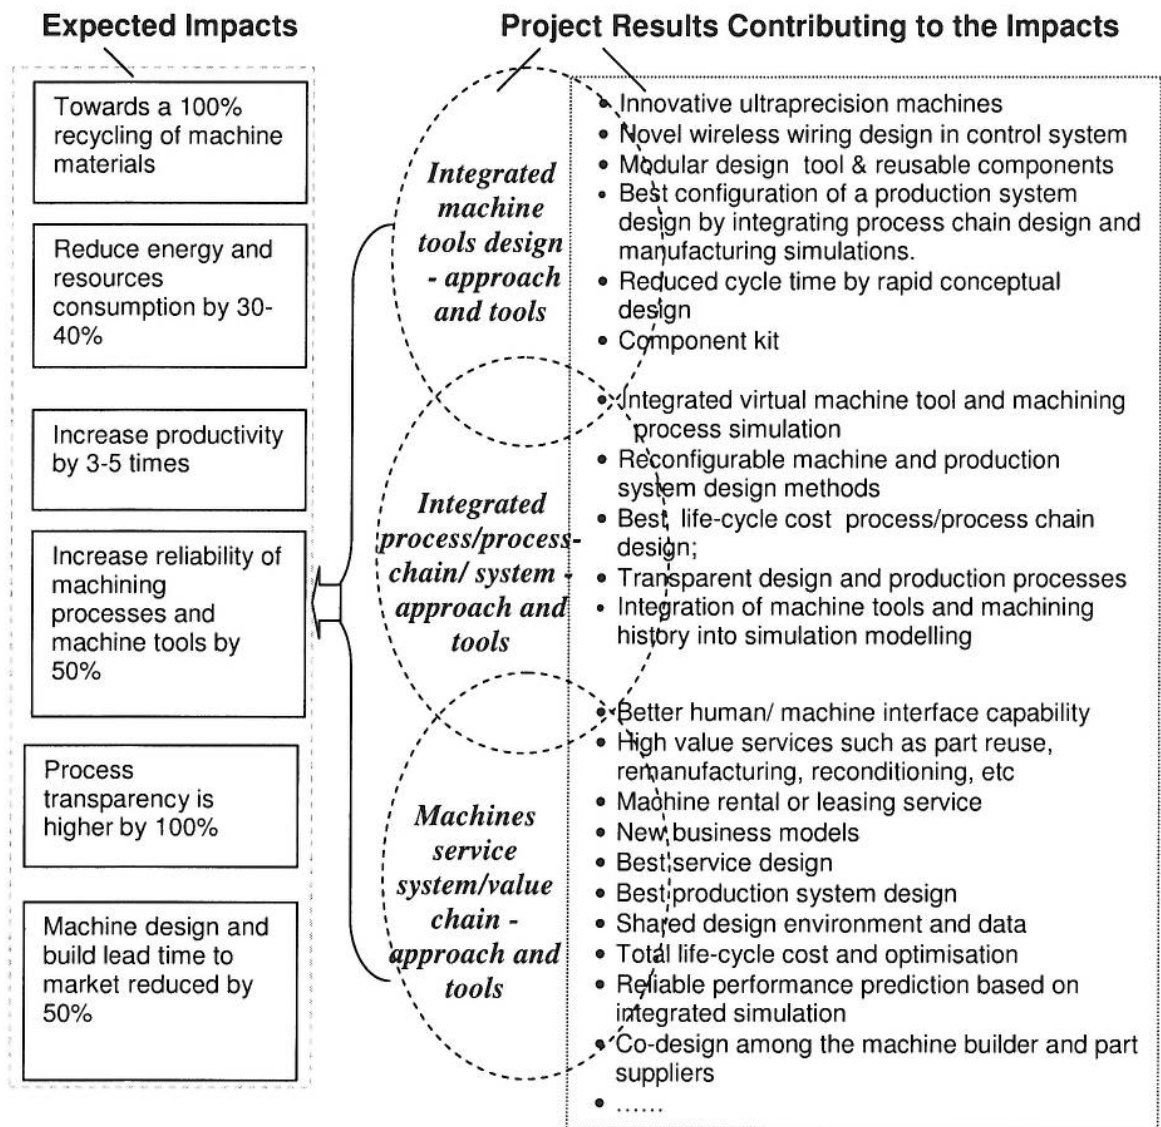 Expected Impacts
Towards a 100%
recycling of machine
materials
Reduce energy and
resources
consumption by 30-
40%
Increase productivity
by 3-5 times
Increase reliability of
machining
processes and
machine tools by
50%
Process
transparency is
higher by 100%
Machine design and
build lead time to
market reduced by
50%
Project Results Contributing to the Impacts
Integrated
machine
tools design
- approach
and tools
Integrated
process/process-
chain/ system -
approach and
tools
Machines
service
system/value
chain -
approach and
tools
• Innovative ultraprecision machines
• Novel wireless wiring design in control system
• Modular design tool & reusable components
• Best configuration of a production system
design by integrating process chain design and
manufacturing simulations.
• Reduced cycle time by rapid conceptual
design
• Component kit
• Integrated virtual machine tool and machining
process simulation
• Reconfigurable machine and production
system design methods
• Best life-cycle cost process/process chain
design;
• Transparent design and production processes
• Integration of machine tools and machining
history into simulation modelling
• Better human/ machine interface capability
• High value services such as part reuse,
remanufacturing, reconditioning, etc
• Machine rental or leasing service
• New business models
• Best service design
• Best production system design
• Shared design environment and data
• Total life-cycle cost and optimisation
• Reliable performance prediction based on
integrated simulation
• Co-design among the machine builder and part
suppliers
• ......